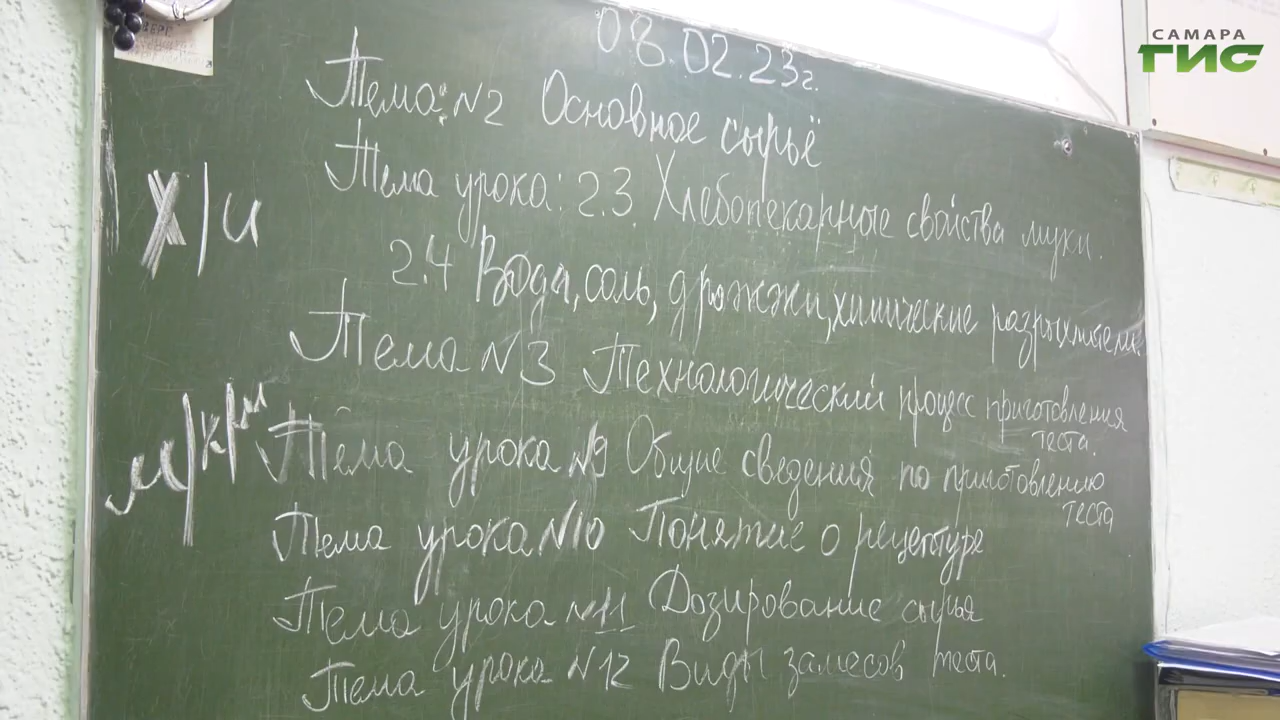 САМАРА
ГИС
08.02.23г.
Тема: №2 Основное сырьё
Тема урока: 2.3. Хлебопекарные свойства муки.
Х/и
2.4 Вода, соль, дрожжи, химические разрыхлители.
Тема №3 Технологический процесс приготовления
теста.
Тема урока №9 Общие сведения по приготовлению
теста
Тема урока №10 Понятие о рецептуре
Тема урока №11 Дозирование сырья
Тема урока №12 Виды замесов теста.